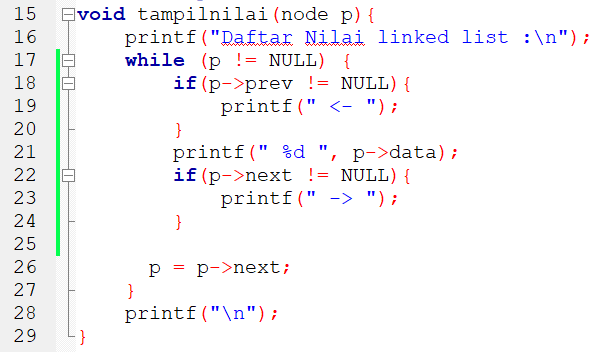 15 void tampilnilai(node p){
16     printf("Daftar Nilai linked list :\n");
17     while (p != NULL) {
18         if(p->prev != NULL){
19             printf(" <- ");
20         }
21         printf(" %d ", p->data);
22         if(p->next != NULL){
23             printf(" -> ");
24         }
25
26       p = p->next;
27     }
28     printf("\n");
29 }